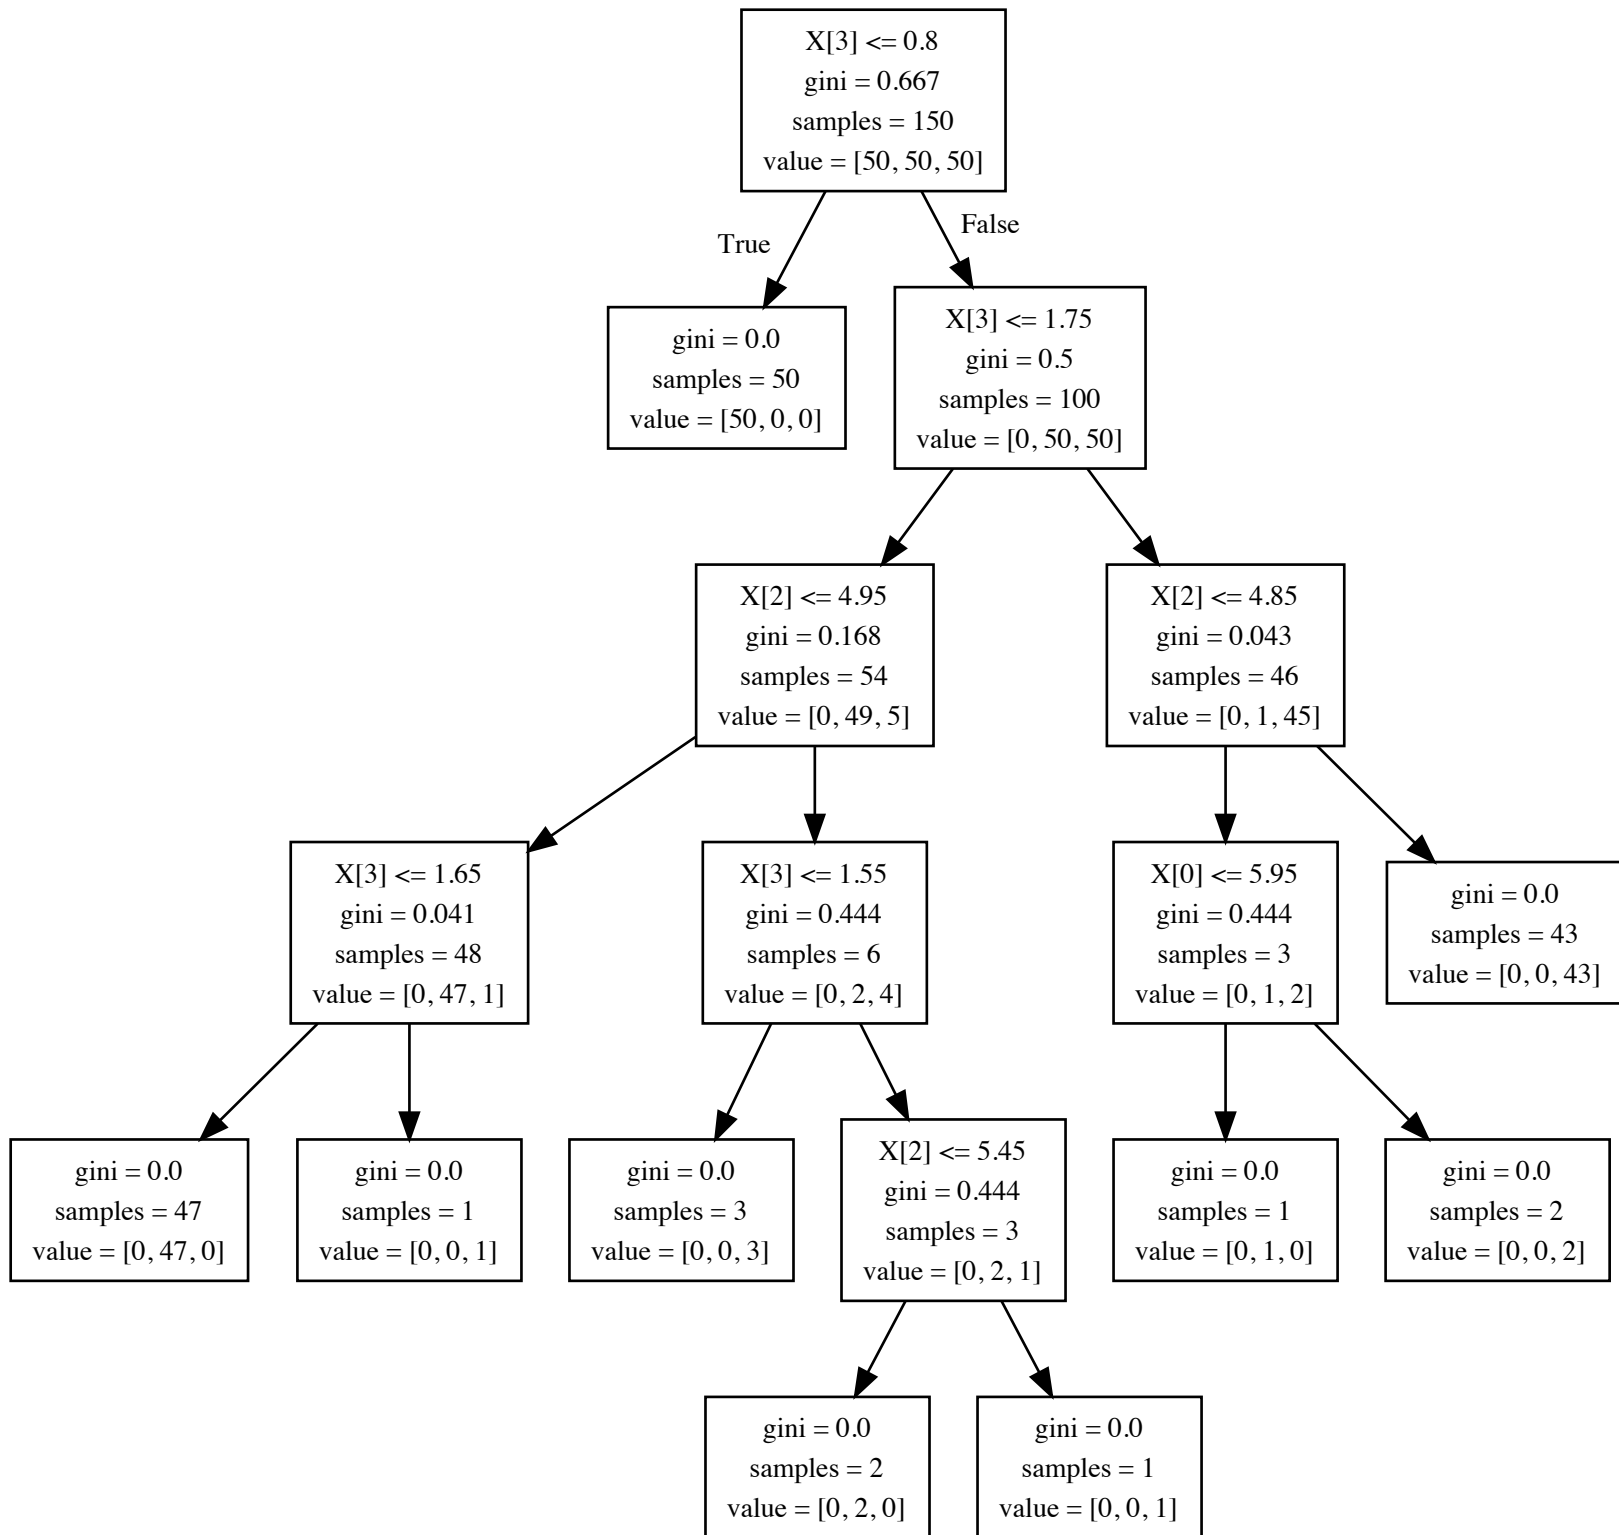 X[3] <= 0.8
gini = 0.667
samples = 150
value = [50, 50, 50]
True
False
gini = 0.0
samples = 50
value = [50, 0, 0]
X[3] <= 1.75
gini = 0.5
samples = 100
value = [0, 50, 50]
X[2] <= 4.95
gini = 0.168
samples = 54
value = [0, 49, 5]
X[2] <= 4.85
gini = 0.043
samples = 46
value = [0, 1, 45]
X[3] <= 1.65
gini = 0.041
samples = 48
value = [0, 47, 1]
X[3] <= 1.55
gini = 0.444
samples = 6
value = [0, 2, 4]
X[0] <= 5.95
gini = 0.444
samples = 3
value = [0, 1, 2]
gini = 0.0
samples = 43
value = [0, 0, 43]
gini = 0.0
samples = 47
value = [0, 47, 0]
gini = 0.0
samples = 1
value = [0, 0, 1]
gini = 0.0
samples = 3
value = [0, 0, 3]
X[2] <= 5.45
gini = 0.444
samples = 3
value = [0, 2, 1]
gini = 0.0
samples = 1
value = [0, 1, 0]
gini = 0.0
samples = 2
value = [0, 0, 2]
gini = 0.0
samples = 2
value = [0, 2, 0]
gini = 0.0
samples = 1
value = [0, 0, 1]